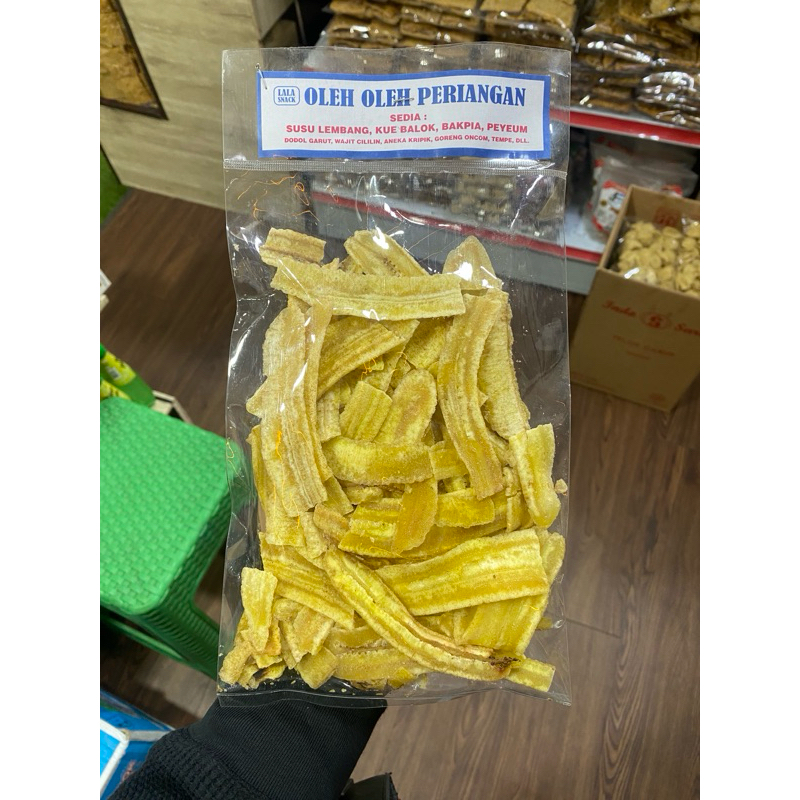 LALA
SNACK
OLEH OLEH PERIANGAN
SEDIA :
SUSU LEMBANG, KUE BALOK, BAKPIA, PEYEUM
DODOL GARUT, WAJIT CILILIN, ANEKA KRIPIK, GORENG ONCOM, TEMPE, DLL.